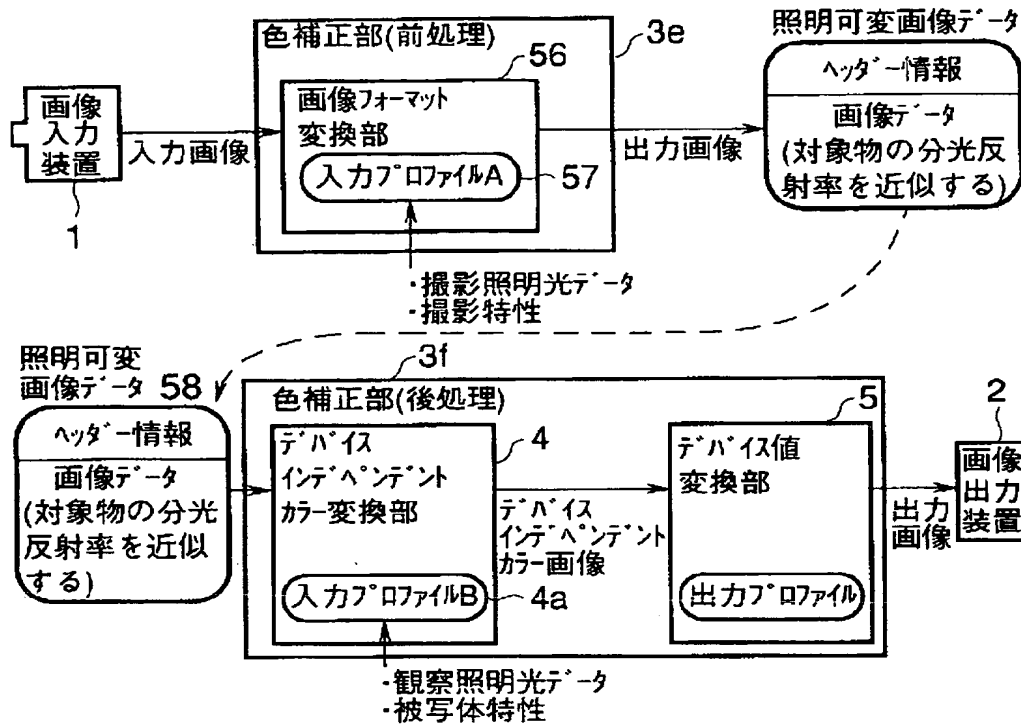 画像
入力
装置
1
入力画像
色補正部(前処理)
3e
56
画像フォーマット
変換部
入力プロファイルA
57
・撮影照明光データ
・撮影特性
出力画像
照明可変画像データ
ヘッダー情報
画像データ
(対象物の分光反
射率を近似する)
照明可変
画像データ 58
ヘッダー情報
画像データ
(対象物の分光
反射率を近似
する)
3f
色補正部(後処理)
デバイス
インデペンデント
カラー変換部
4
入力プロファイルB
4a
・観察照明光データ
・被写体特性
デバイス
インデペンデント
カラー画像
5
デバイス値
変換部
出力プロファイル
出力
画像
2
画像
出力
装置